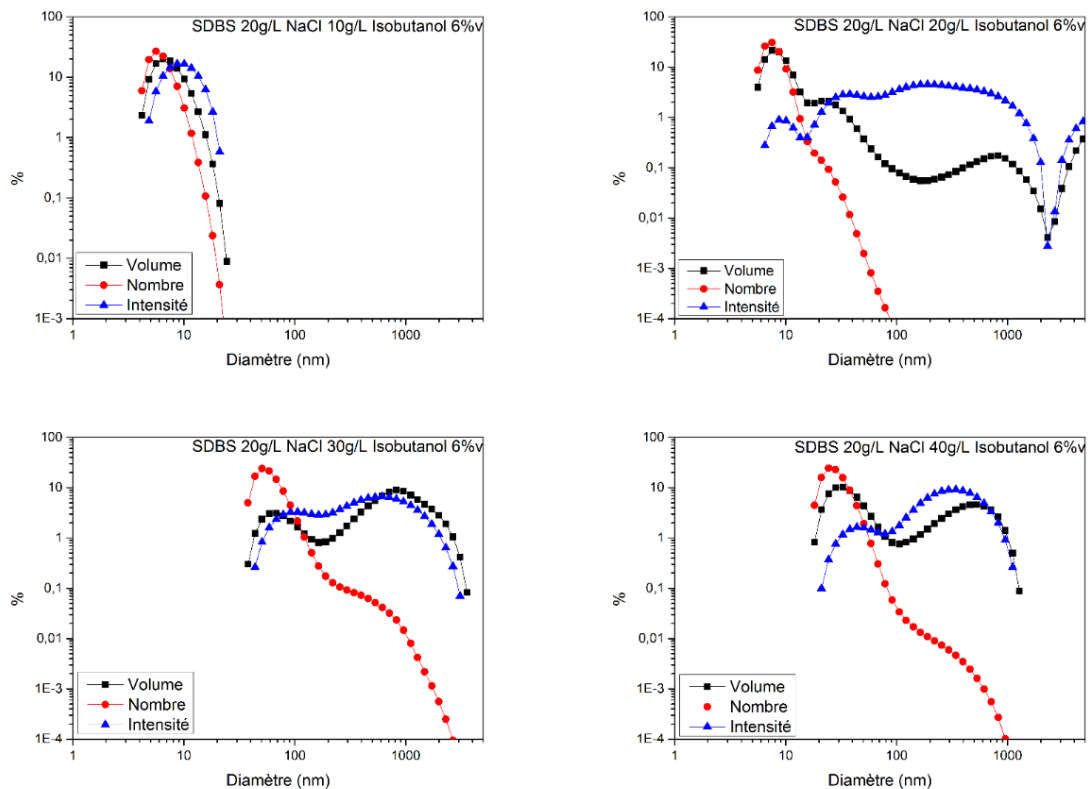 SDBS 20g/L NaCl 10g/L Isobutanol 6%v
100
10
1
0,1
0,01
1E-3
%
Volume
Nombre
Intensité
1 10 100 1000
Diamètre (nm)
SDBS 20g/L NaCl 20g/L Isobutanol 6%v
100
10
1
0,1
0,01
1E-3
1E-4
%
Volume
Nombre
Intensité
1 10 100 1000
Diamètre (nm)
SDBS 20g/L NaCl 30g/L Isobutanol 6%v
100
10
1
0,1
0,01
1E-3
1E-4
%
Volume
Nombre
Intensité
1 10 100 1000
Diamètre (nm)
SDBS 20g/L NaCl 40g/L Isobutanol 6%v
100
10
1
0,1
0,01
1E-3
1E-4
%
Volume
Nombre
Intensité
1 10 100 1000
Diamètre (nm)